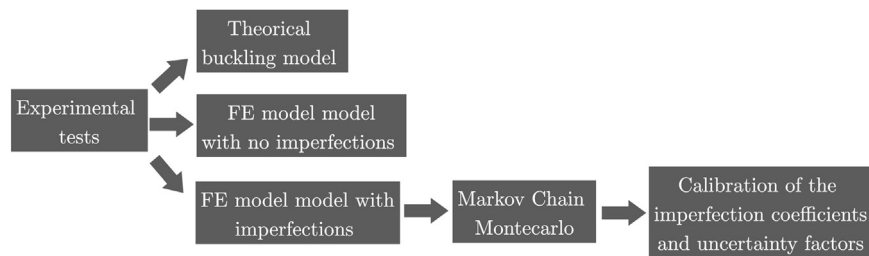 Theorical
buckling model
Experimental
tests
FE model model
with no imperfections
FE model model with
imperfections
Markov Chain
Montecarlo
Calibration of the
imperfection coefficients
and uncertainty factors